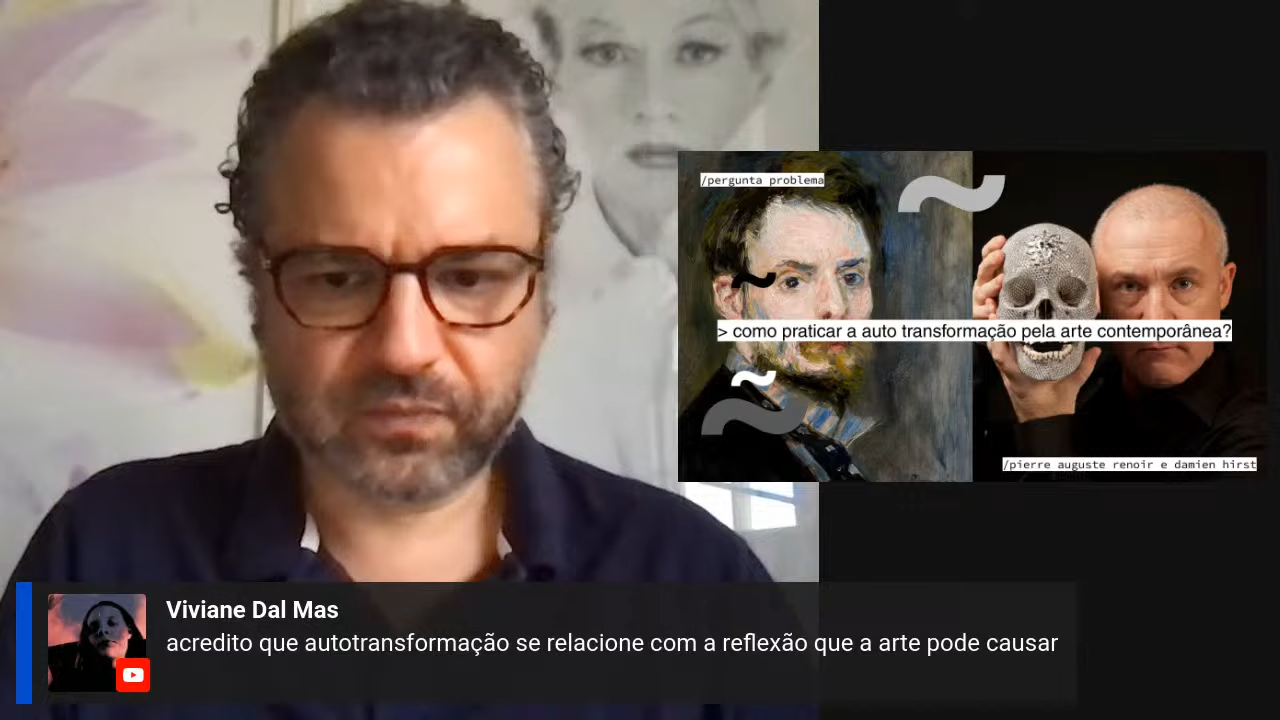 /pergunta problema
> como praticar a auto transformação pela arte contemporânea?
/pierre auguste renoir e damien hirst
Viviane Dal Mas
acredito que autotransformação se relacione com a reflexão que a arte pode causar